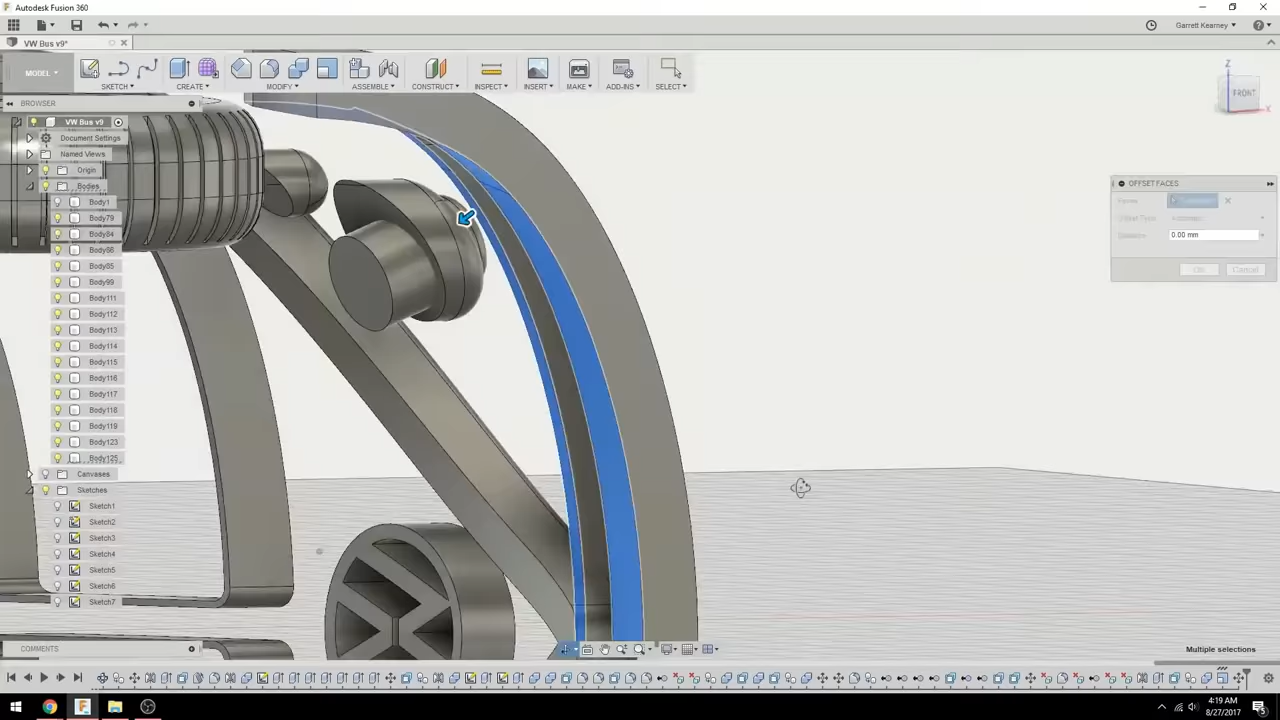 Autodesk Fusion 360
Garrett Kearney
VW Bus v9*
MODEL
SKETCH
CREATE
MODIFY
ASSEMBLE
CONSTRUCT
INSPECT
INSERT
MAKE
ADD-INS
SELECT
Z
FRONT
X
BROWSER
VW Bus v9
Document Settings
Named Views
Origin
Bodies
Body1
Body79
Body84
Body85
Body99
Body111
Body112
Body113
Body114
Body115
Body116
Body117
Body118
Body119
Body123
Body125
Canvases
Sketches
Sketch1
Sketch2
Sketch3
Sketch4
Sketch5
Sketch6
Sketch7
OFFSET FACES
Faces
Offset Type
Automatic
Distance
0.00 mm
OK
Cancel
COMMENTS
Multiple selections
4:19 AM
8/27/2017